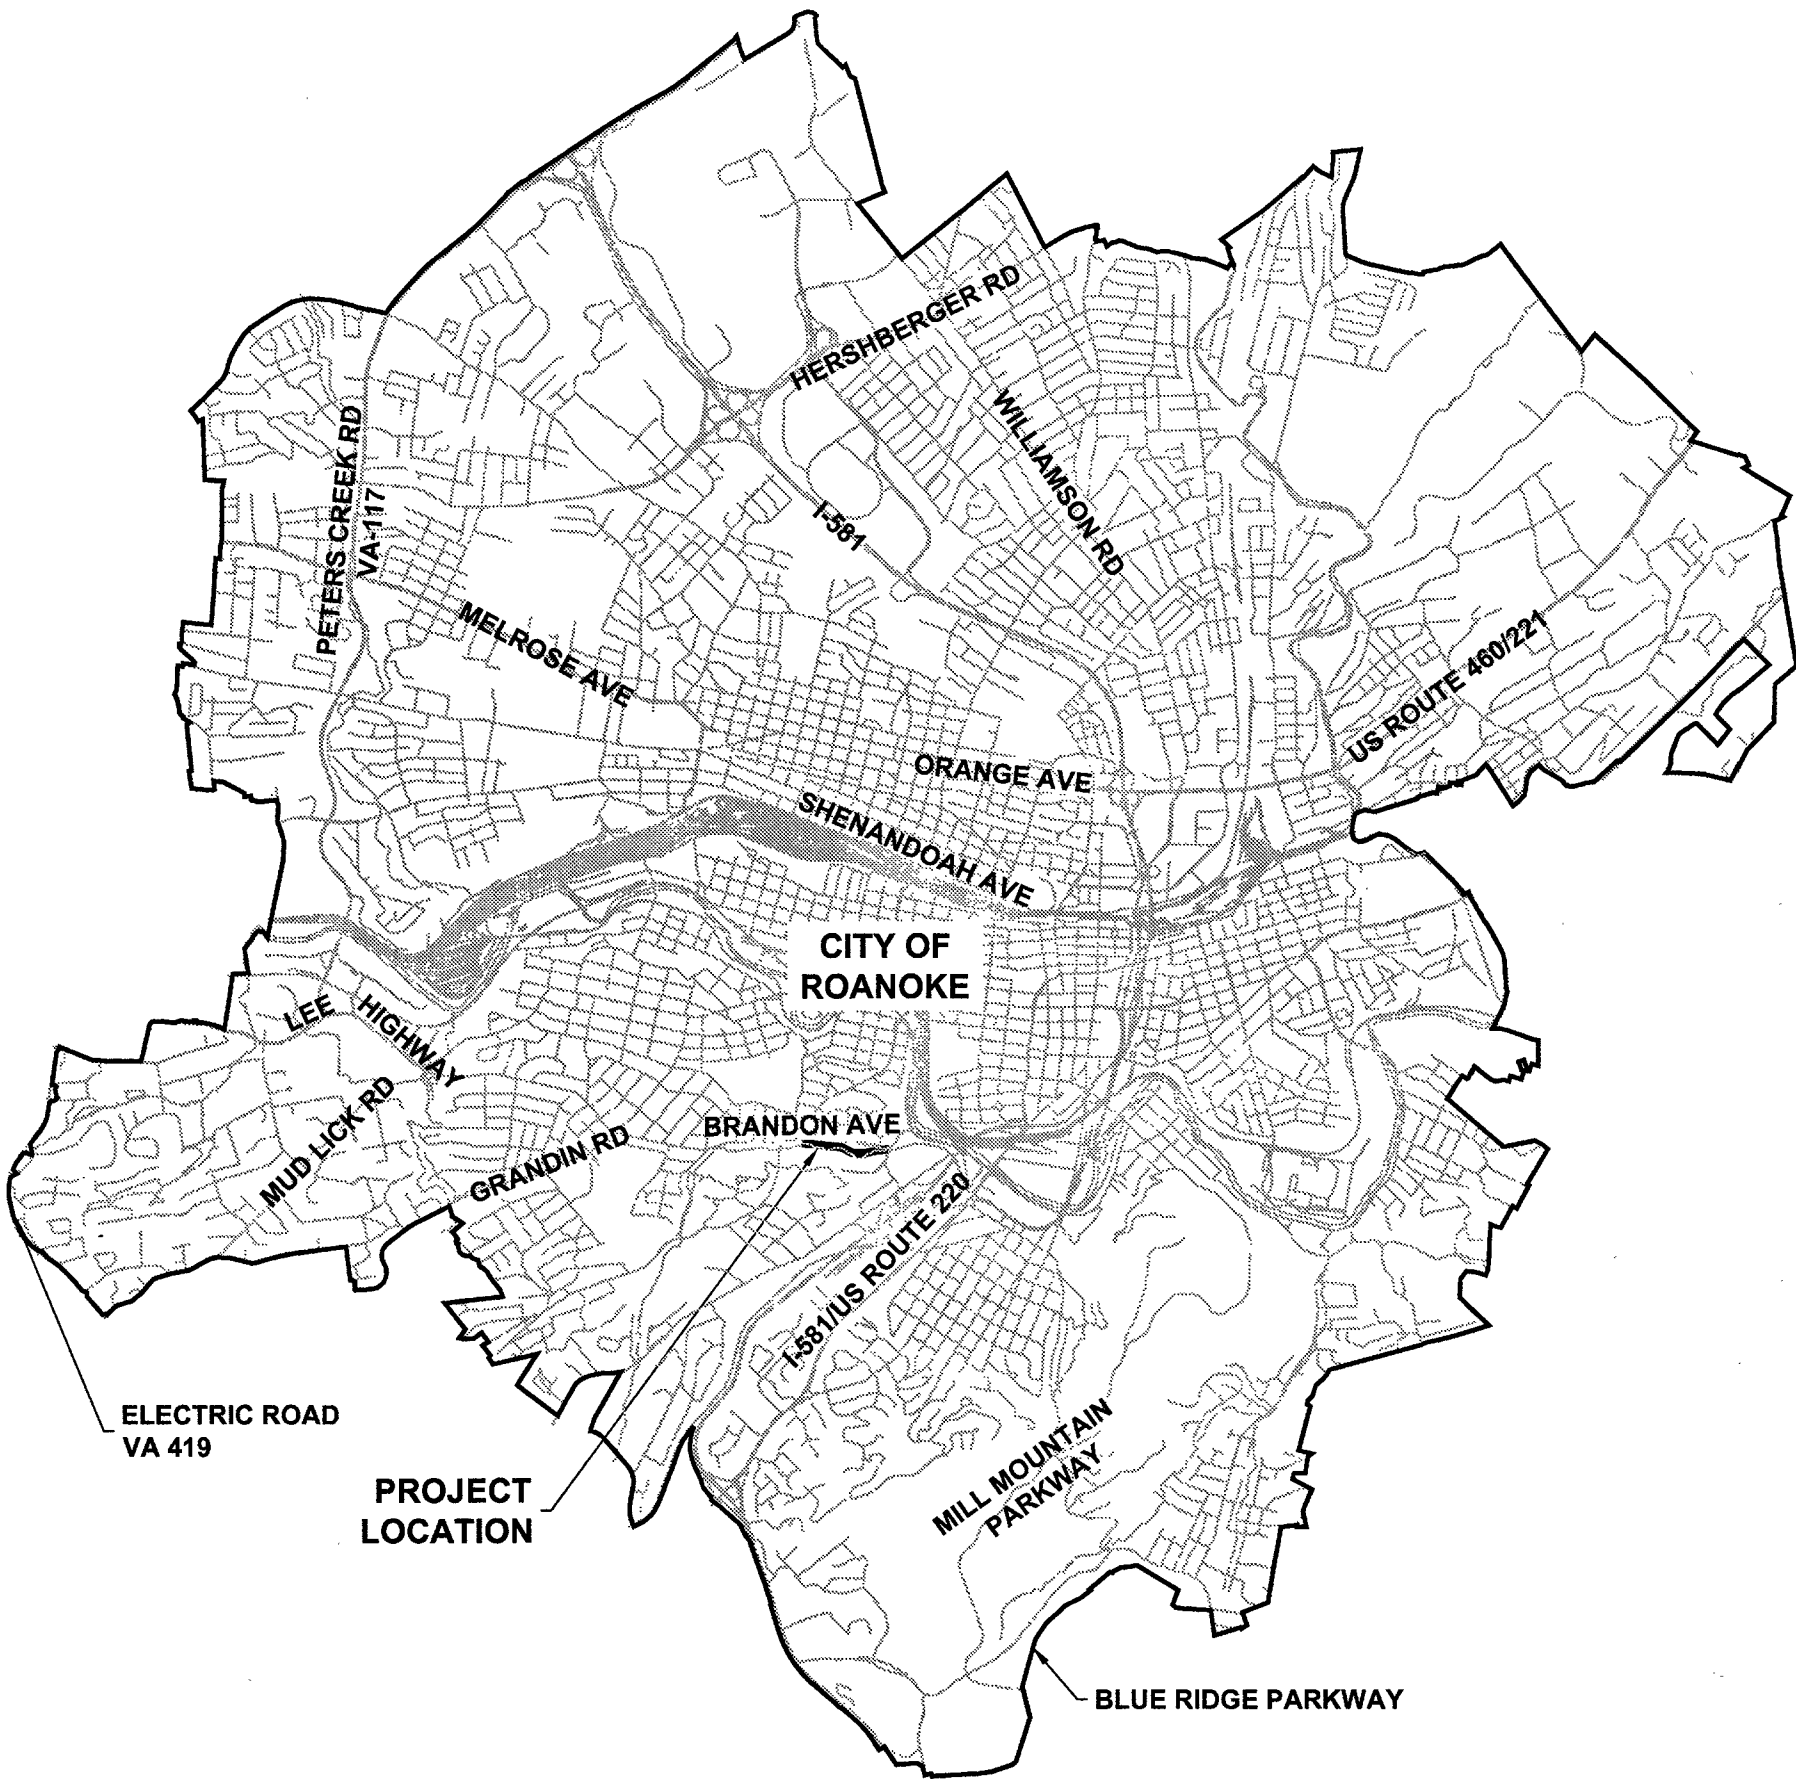 HERSHBERGER RD
WILLIAMSON RD
PETERS CREEK RD
VA-117
I-581
MELROSE AVE
US ROUTE 460/221
ORANGE AVE
SHENANDOAH AVE
CITY OF
ROANOKE
LEE HIGHWAY
MUD LICK RD
BRANDON AVE
GRANDIN RD
I-581/US ROUTE 220
ELECTRIC ROAD
VA 419
PROJECT
LOCATION
MILL MOUNTAIN
PARKWAY
BLUE RIDGE PARKWAY